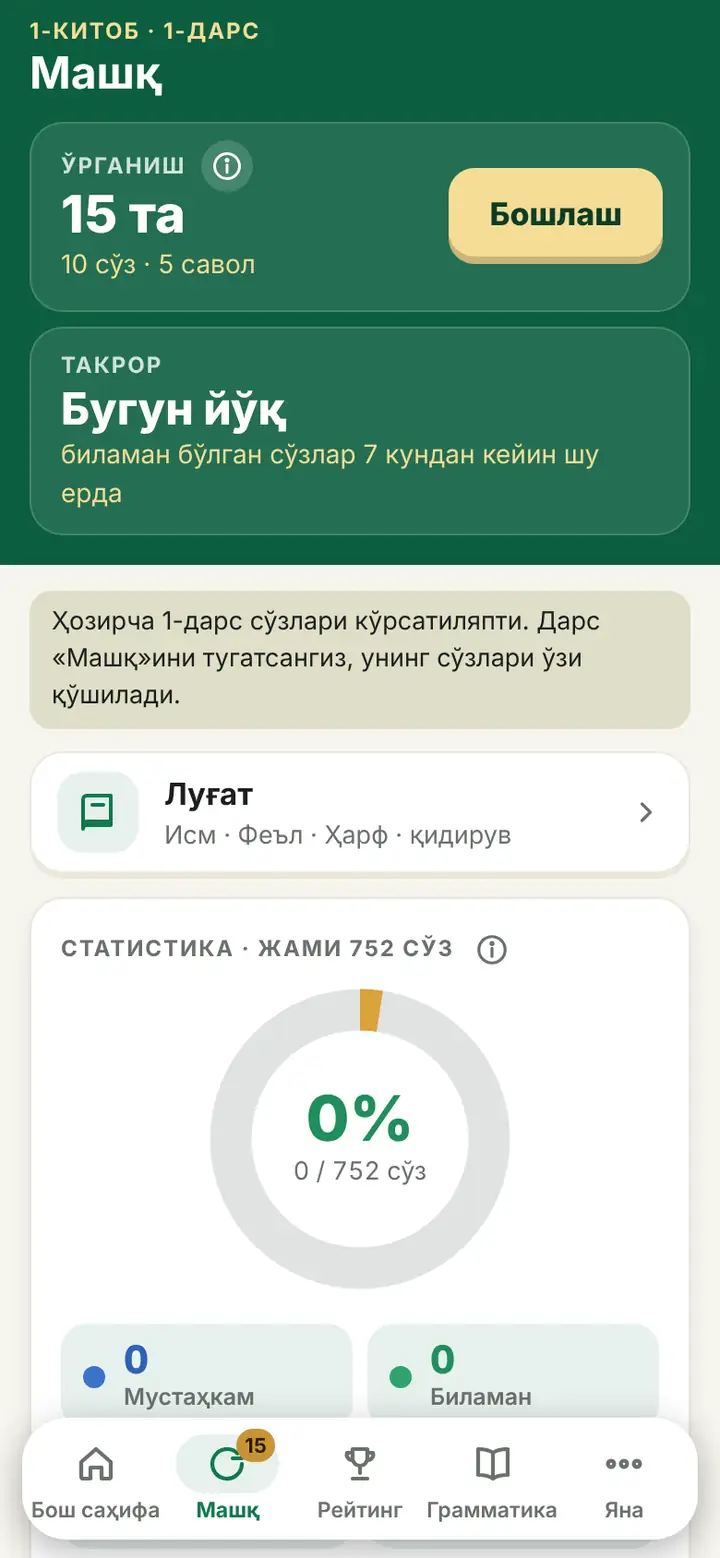 1-КИТОБ · 1-ДАРС
Машқ
ЎРГАНИШ
15 та
10 сўз · 5 савол
Бошлаш
ТАКРОР
Бугун йўқ
биламан бўлган сўзлар 7 кундан кейин шу
ерда
Ҳозирча 1-дарс сўзлари кўрсатиляпти. Дарс
«Машқ»ини тугатсангиз, унинг сўзлари ўзи
қўшилади.
Луғат
Исм · Феъл · Ҳарф · қидирув
СТАТИСТИКА · ЖАМИ 752 СЎЗ
0%
0 / 752 сўз
0
Мустаҳкам
0
Биламан
15
Бош саҳифа
Машқ
Рейтинг
Грамматика
Яна